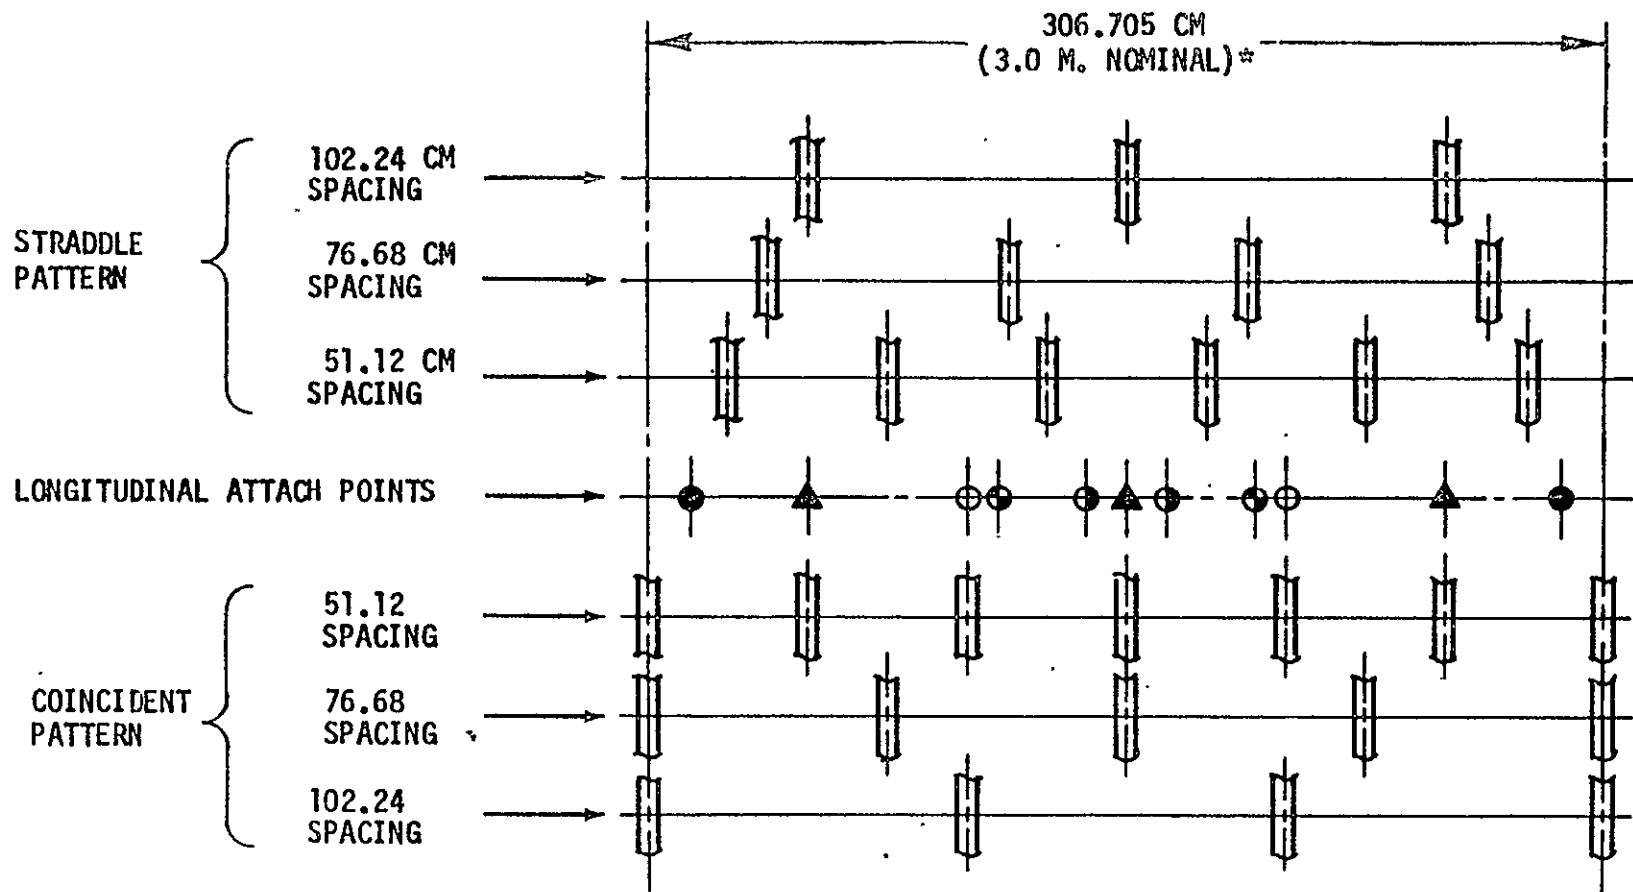 306.705 CM
(3.0 M. NOMINAL)*
102.24 CM
SPACING
STRADDLE
PATTERN
76.68 CM
SPACING
51.12 CM
SPACING
LONGITUDINAL ATTACH POINTS
51.12
SPACING
COINCIDENT
PATTERN
76.68
SPACING
102.24
SPACING